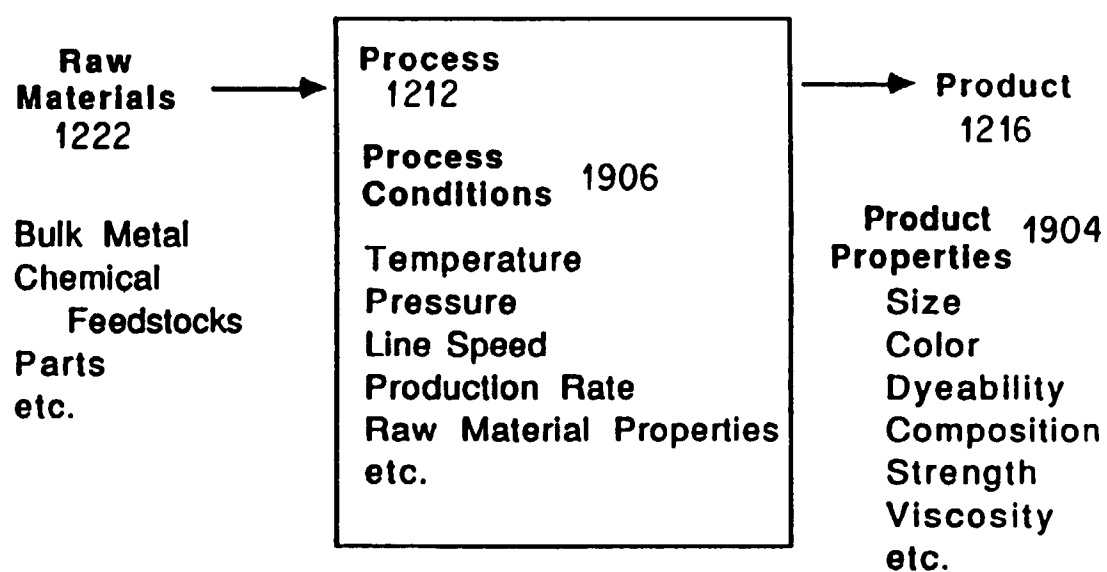 Raw
Materials
1222
Bulk Metal
Chemical
Feedstocks
Parts
etc.
Process
1212
Process
Conditions 1906
Temperature
Pressure
Line Speed
Production Rate
Raw Material Properties
etc.
Product
1216
Product
Properties 1904
Size
Color
Dyeability
Composition
Strength
Viscosity
etc.